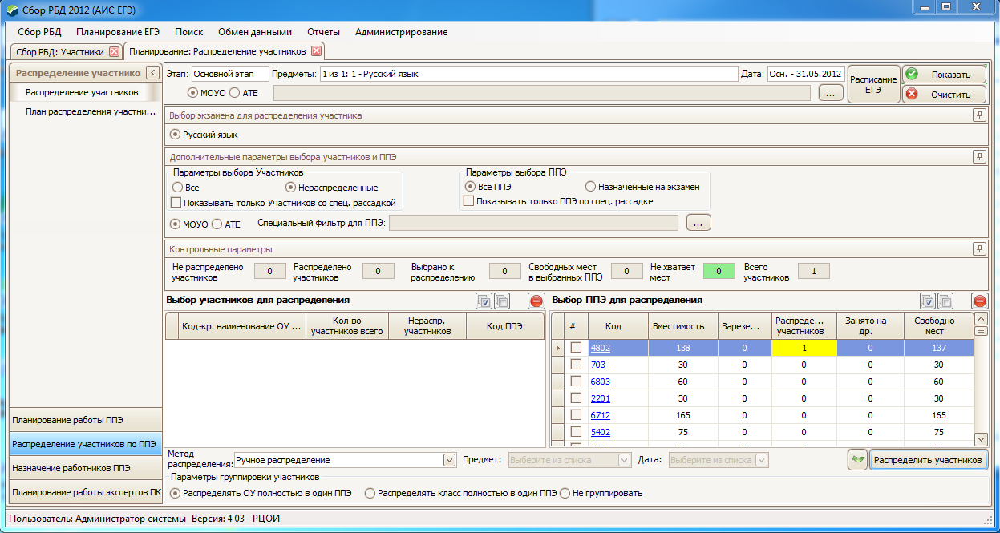 Сбор РБД 2012 (АИС ЕГЭ)
Сбор РБД Планирование ЕГЭ Поиск Обмен данными Отчеты Администрирование
Сбор РБД: Участники Планирование: Распределение участников
Распределение участнико <
Распределение участников
План распределения участни...
Этап: Основной этап Предметы: 1 из 1: 1 - Русский язык Дата: Осн. - 31.05.2012
МОУО АТЕ ...
Расписание ЕГЭ
Показать
Очистить
Выбор экзамена для распределения участника
Русский язык
Дополнительные параметры выбора участников и ППЭ
Параметры выбора Участников Параметры выбора ППЭ
Все Нераспределенные Все ППЭ Назначенные на экзамен
Показывать только Участников со спец. рассадкой Показывать только ППЭ по спец. рассадке
МОУО АТЕ Специальный фильтр для ППЭ: ...
Контрольные параметры
Не распределено участников 0 Распределено участников 0 Выбрано к распределению 0 Свободных мест в выбранных ППЭ 0 Не хватает мест 0 Всего участников 1
Выбор участников для распределения
Код-кр. наименование ОУ ... Кол-во участников всего Нераспр. участников Код ППЭ
Выбор ППЭ для распределения
# Код Вместимость Зарезе... Распреде... участников Занято на др. Свободно мест
4802 138 0 1 0 137
703 30 0 0 0 30
6803 60 0 0 0 60
2201 30 0 0 0 30
6712 165 0 0 0 165
5402 75 0 0 0 75
Планирование работы ППЭ
Распределение участников по ППЭ
Назначение работников ППЭ
Планирование работы экспертов ПК
Метод распределения: Ручное распределение Предмет: Выберите из списка Дата: Выберите из списка Распределить участников
Параметры группировки участников
Распределять ОУ полностью в один ППЭ Распределять класс полностью в один ППЭ Не группировать
Пользователь: Администратор системы Версия: 4 03 РЦОИ